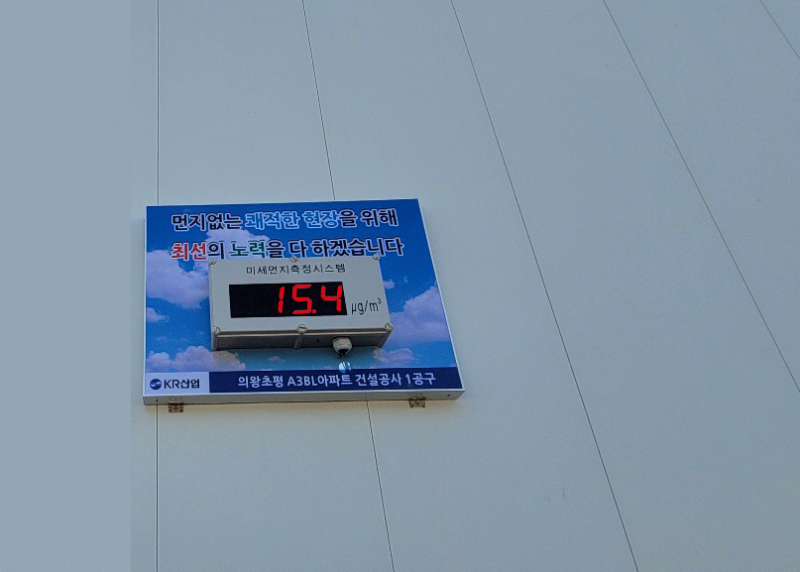 먼지없는 쾌적한 현장을 위해
최선의 노력을 다 하겠습니다
미세먼지측정시스템
15.4 μg/m³
KR산업 의왕초평 A3BL아파트 건설공사 1공구